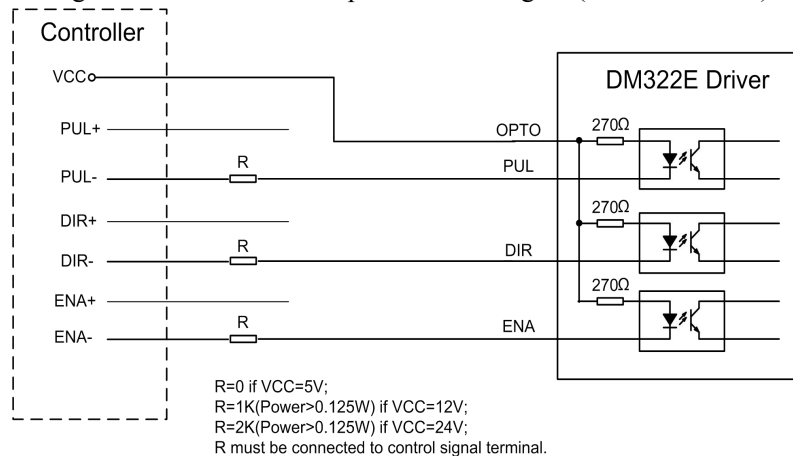 Controller
VCC
DM322E Driver
PUL+
OPTO
270Ω
PUL-
R
PUL
DIR+
270Ω
DIR-
R
DIR
ENA+
270Ω
ENA-
R
ENA
R=0 if VCC=5V;
R=1K(Power>0.125W) if VCC=12V;
R=2K(Power>0.125W) if VCC=24V;
R must be connected to control signal terminal.